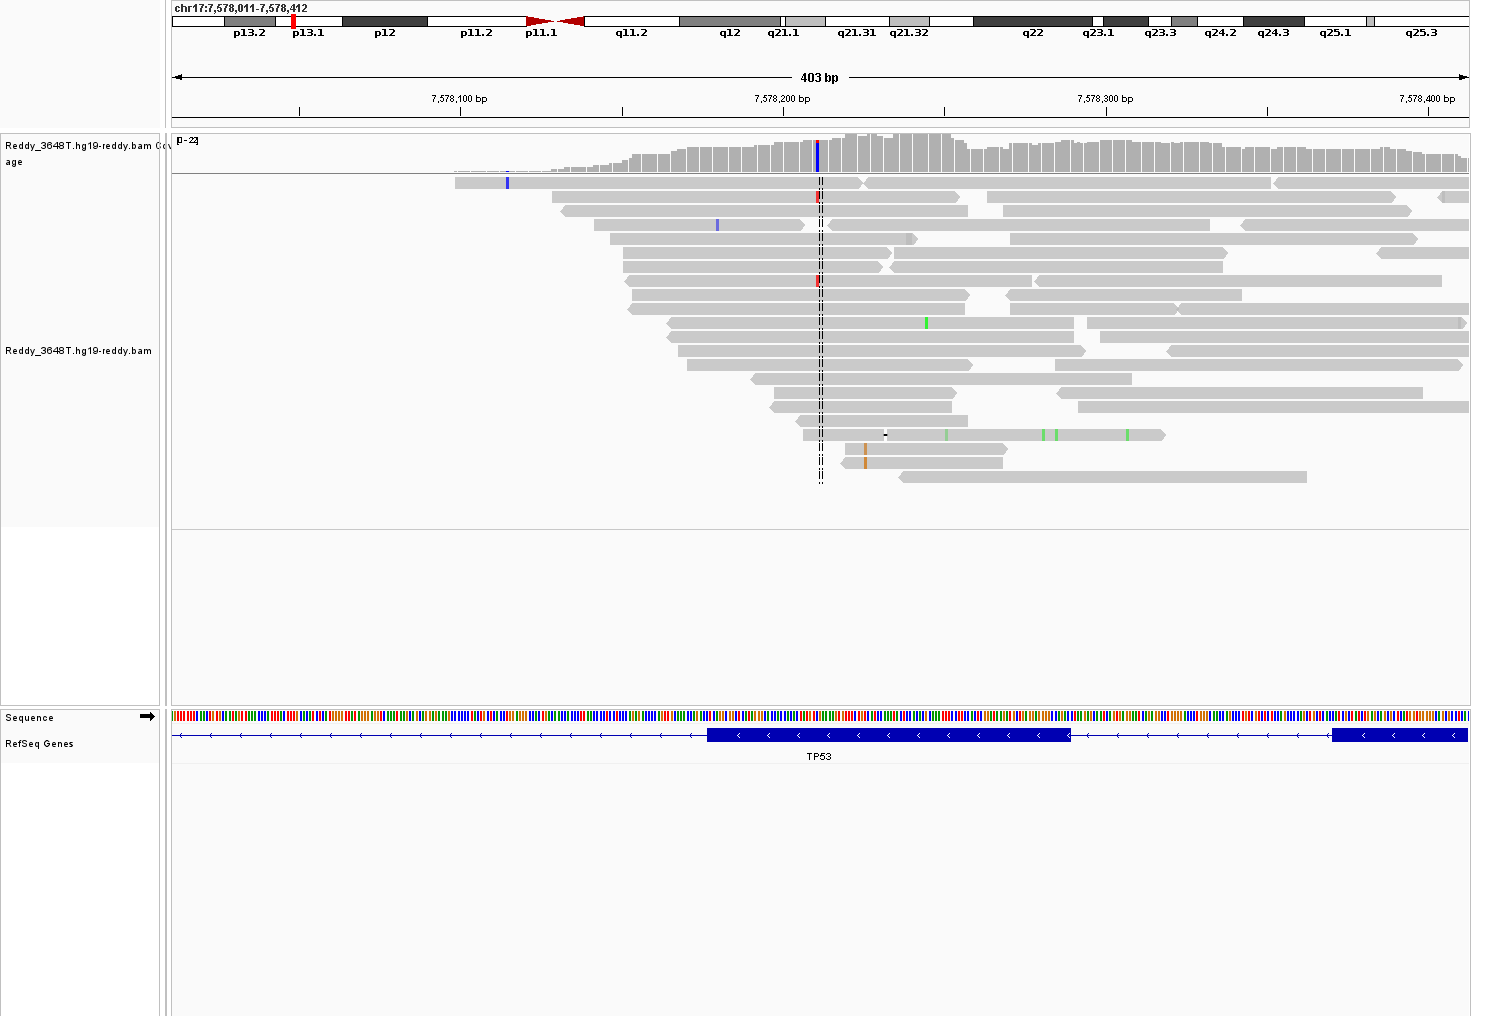 chr17:7,578,011-7,578,412
p13.2 p13.1 p12 p11.2 p11.1 q11.2 q12 q21.1 q21.31 q21.32 q22 q23.1 q23.3 q24.2 q24.3 q25.1 q25.3
403 bp
7,578,100 bp 7,578,200 bp 7,578,300 bp 7,578,400 bp
[0-22]
Reddy_3648T.hg19-reddy.bam Cov
age
Reddy_3648T.hg19-reddy.bam
Sequence
RefSeq Genes
TP53